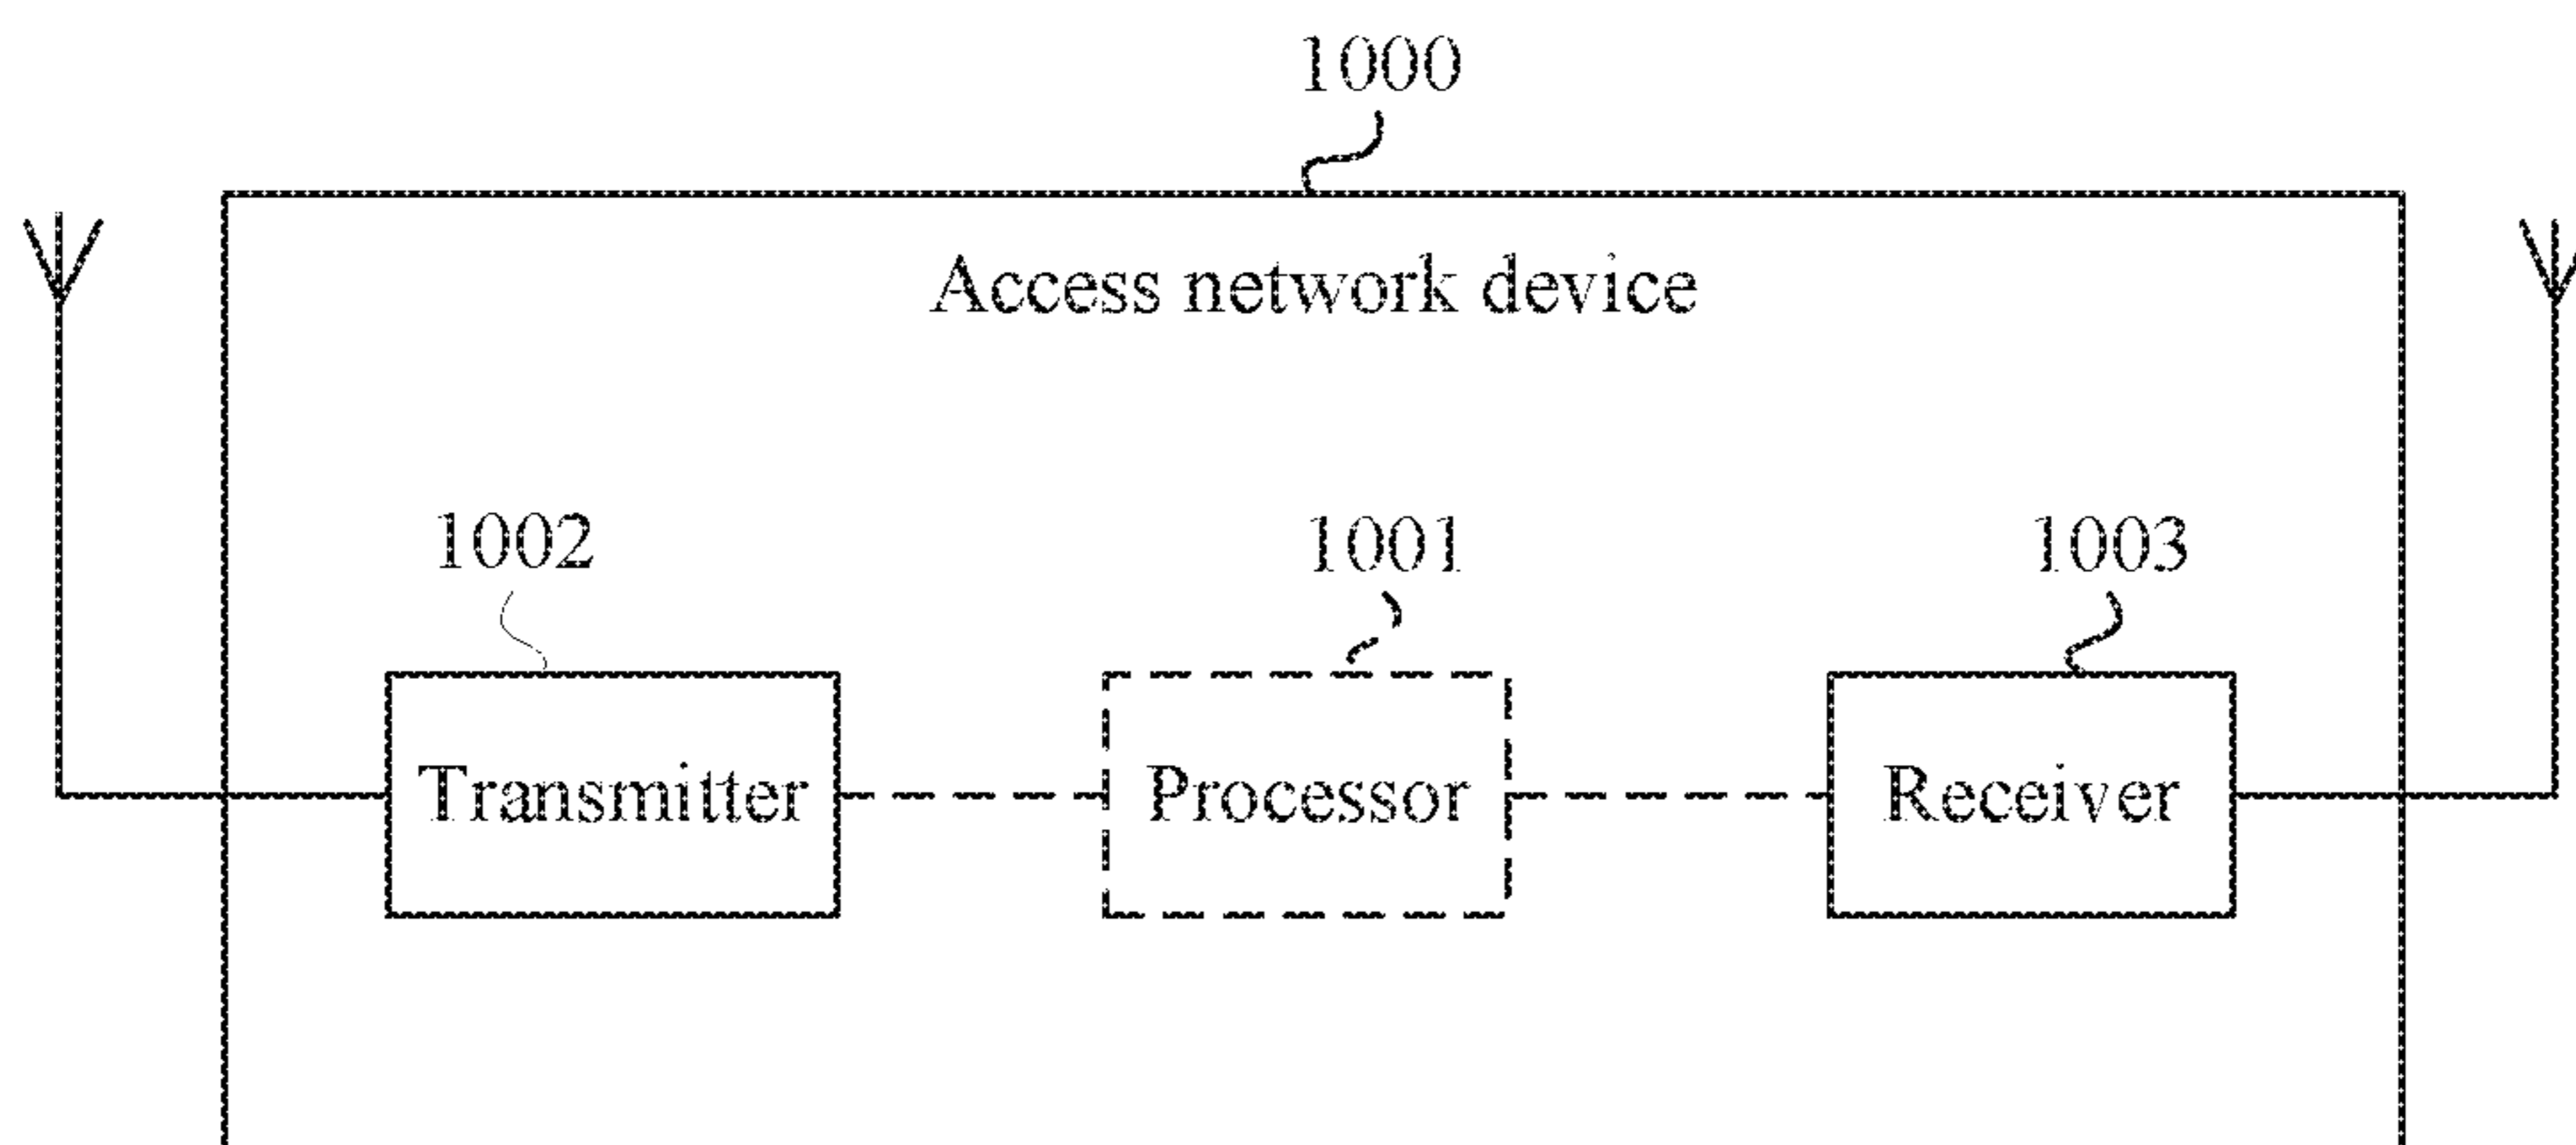 1000
Access network device
1002
1001
1003
Transmitter
Processor
Receiver